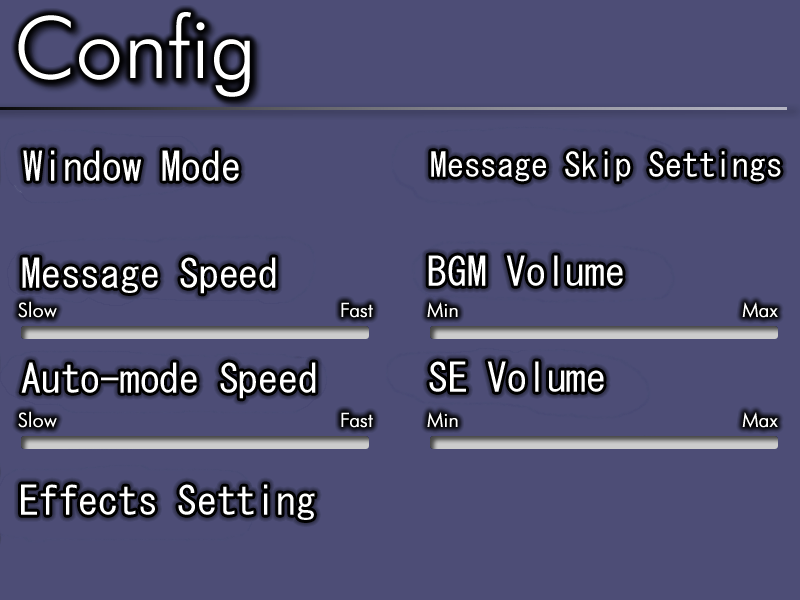 Config
Window Mode
Message Skip Settings
Message Speed
Slow Fast
BGM Volume
Min Max
Auto-mode Speed
Slow Fast
SE Volume
Min Max
Effects Setting